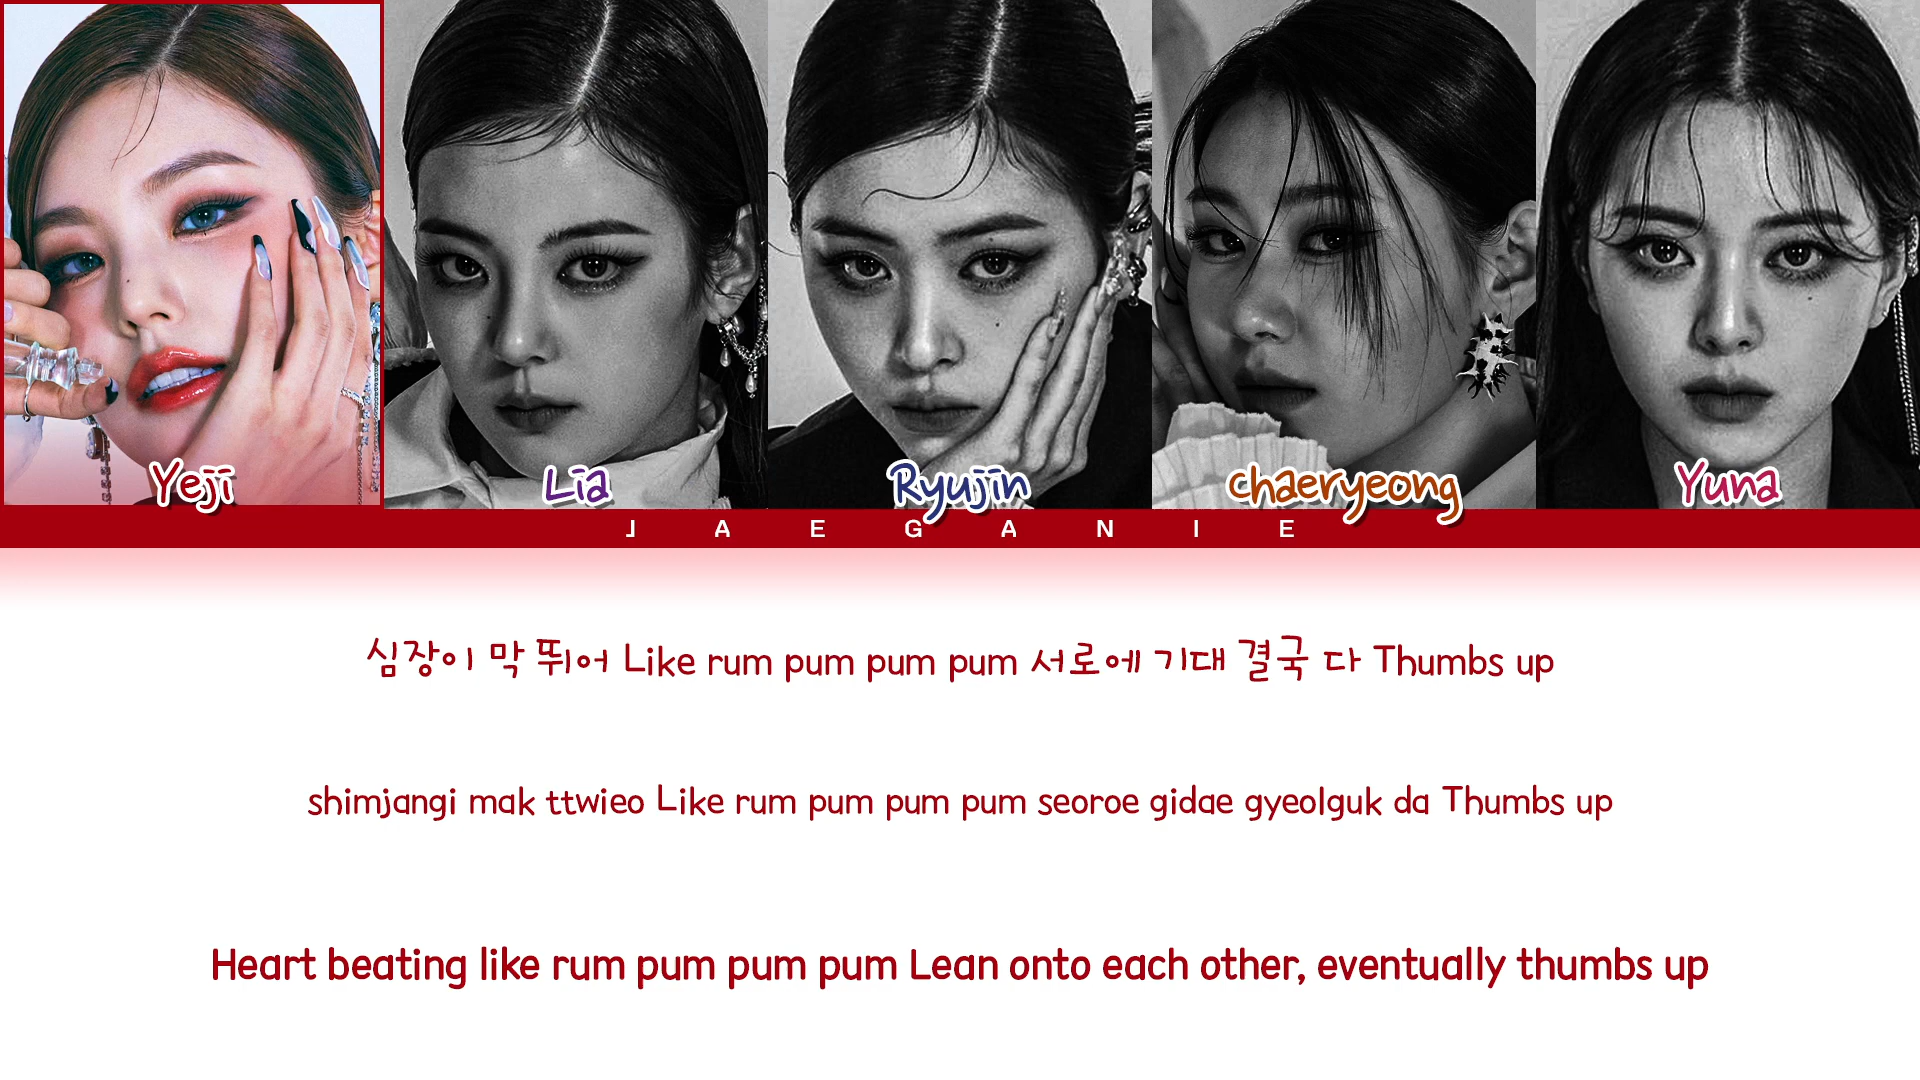 Yeji
Lia
Ryujin
chaeryeong
Yuna
JAEGANIE
심장이 막 뛰어 Like rum pum pum pum 서로에 기대 결국 다 Thumbs up
shimjangi mak ttwieo Like rum pum pum pum seoroe gidae gyeolguk da Thumbs up
Heart beating like rum pum pum pum Lean onto each other, eventually thumbs up